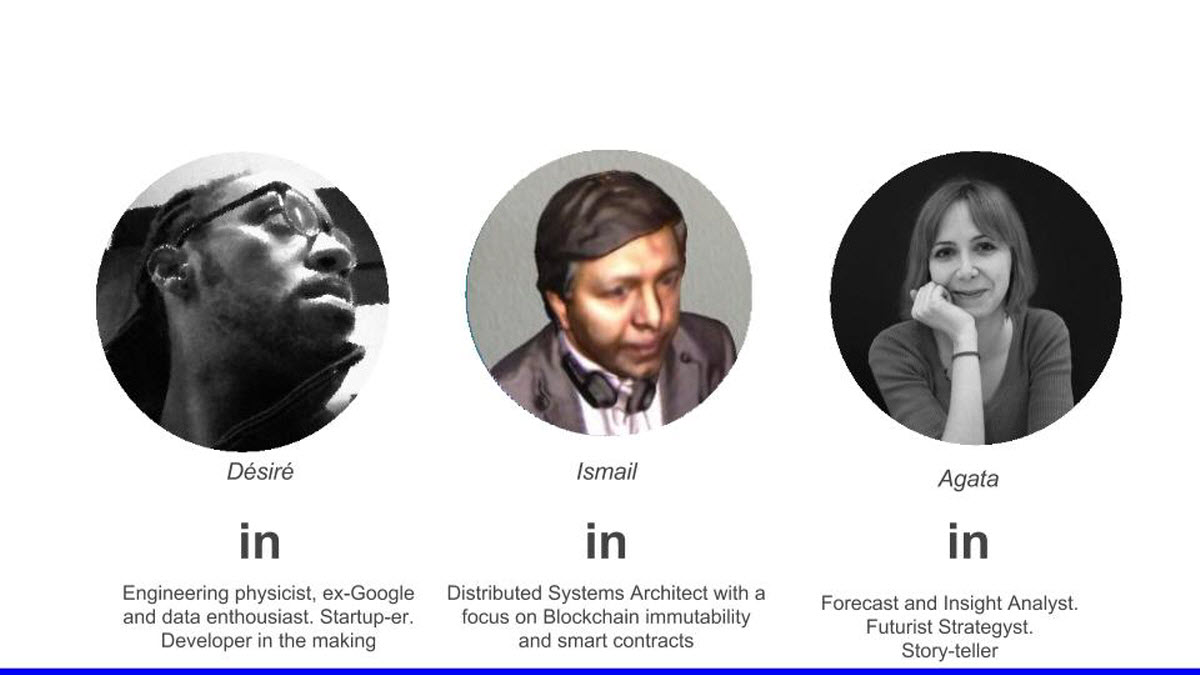 Désiré
in
Engineering physicist, ex-Google
and data enthousiast. Startup-er.
Developer in the making
Ismail
in
Distributed Systems Architect with a
focus on Blockchain immutability
and smart contracts
Agata
in
Forecast and Insight Analyst.
Futurist Strategyst.
Story-teller